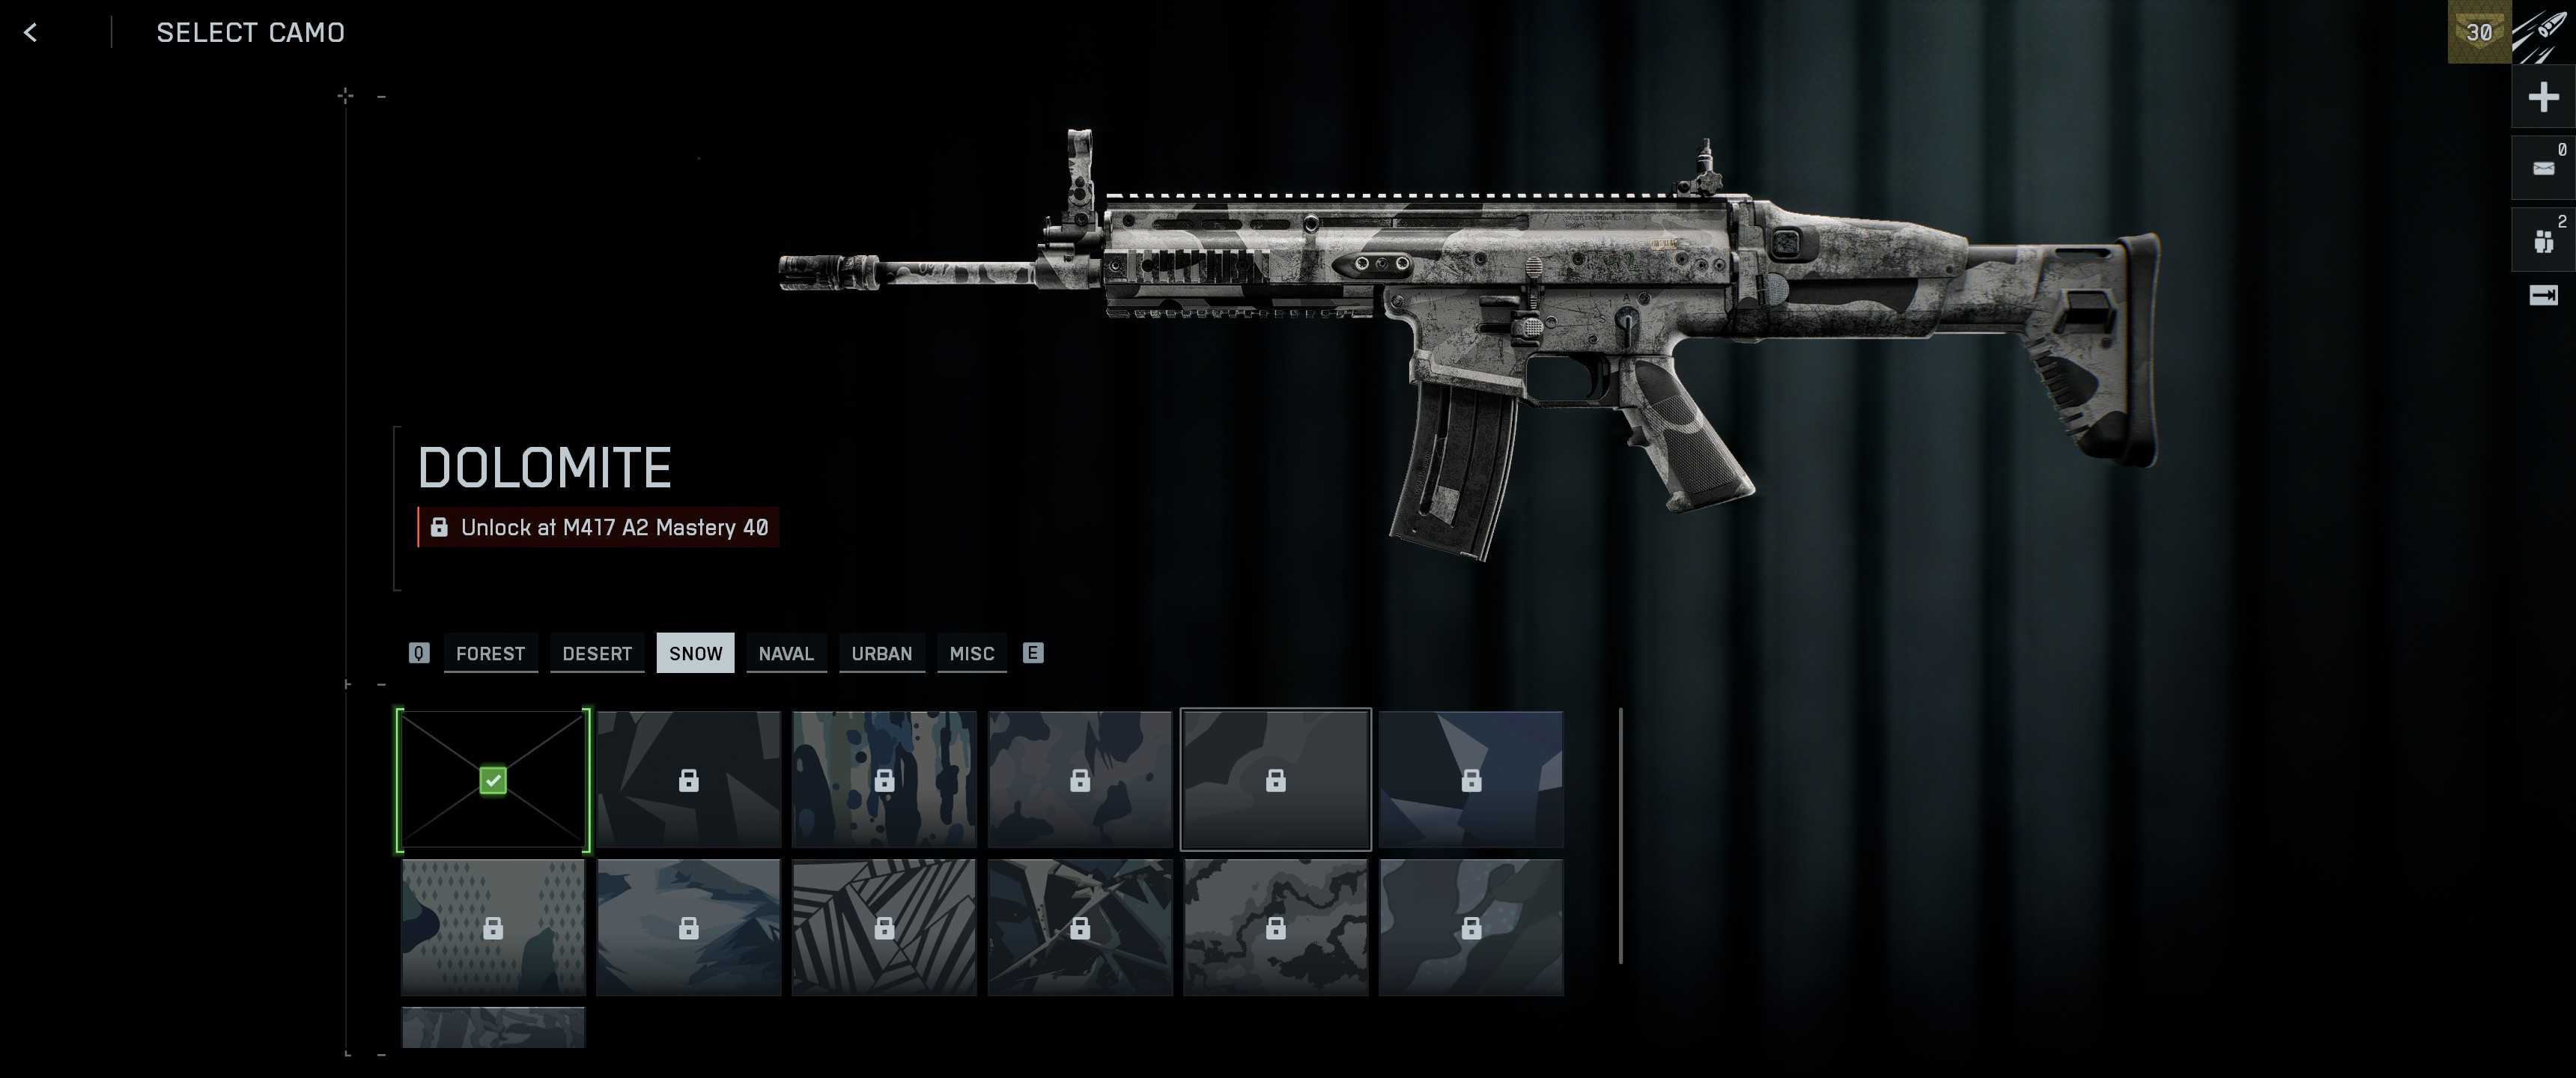 SELECT CAMO
30
0
2
DOLOMITE
Unlock at M417 A2 Mastery 40
Q FOREST DESERT SNOW NAVAL URBAN MISC E